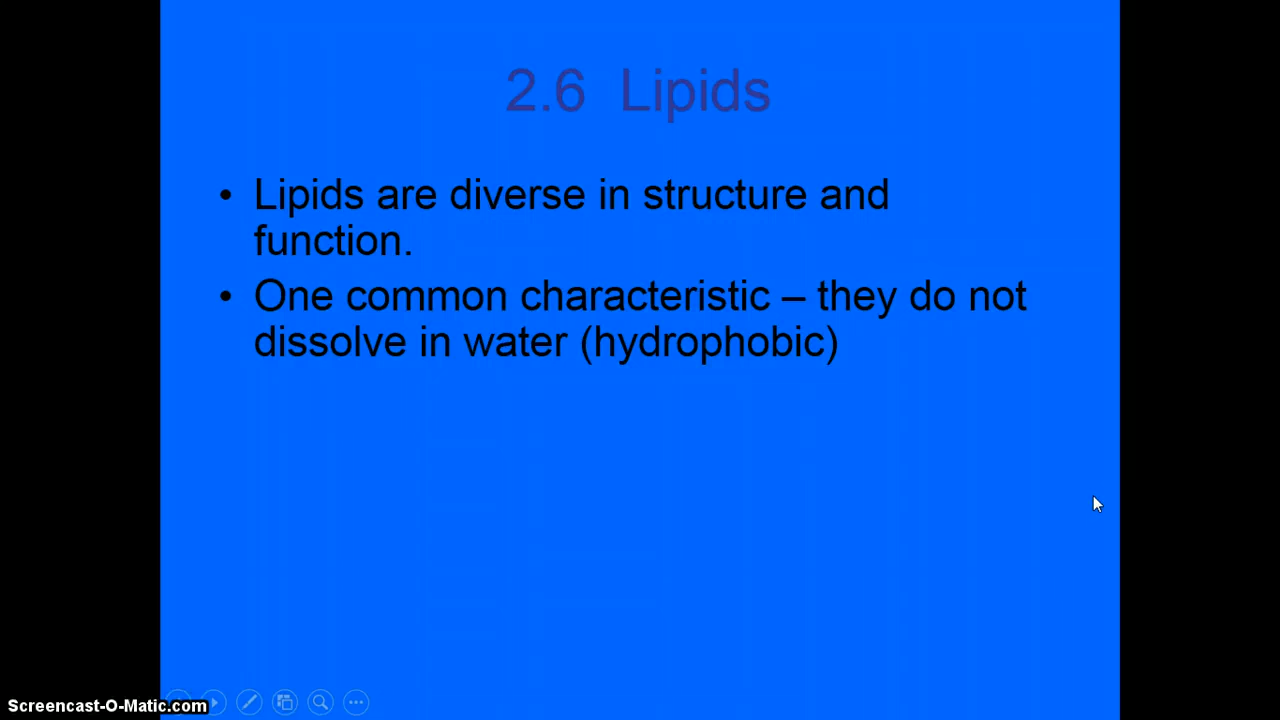 2.6 Lipids
• Lipids are diverse in structure and
function.
• One common characteristic – they do not
dissolve in water (hydrophobic)
Screencast-O-Matic.com